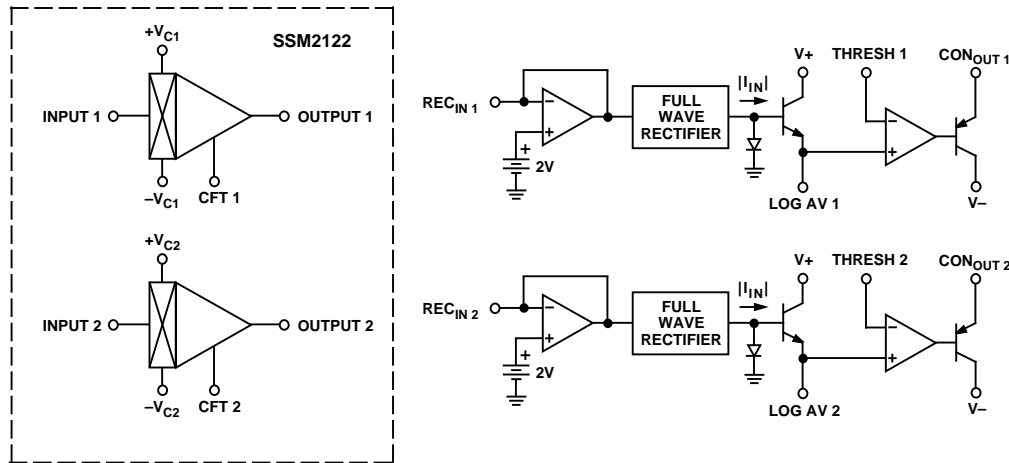 +VC1
SSM2122
INPUT 1
OUTPUT 1
–VC1
CFT 1
+VC2
INPUT 2
OUTPUT 2
–VC2
CFT 2
V+
THRESH 1
CONOUT 1
RECIN 1
–
+
+
2V
FULL
WAVE
RECTIFIER
|IIN|
–
+
LOG AV 1
V–
V+
THRESH 2
CONOUT 2
RECIN 2
–
+
+
2V
FULL
WAVE
RECTIFIER
|IIN|
–
+
LOG AV 2
V–